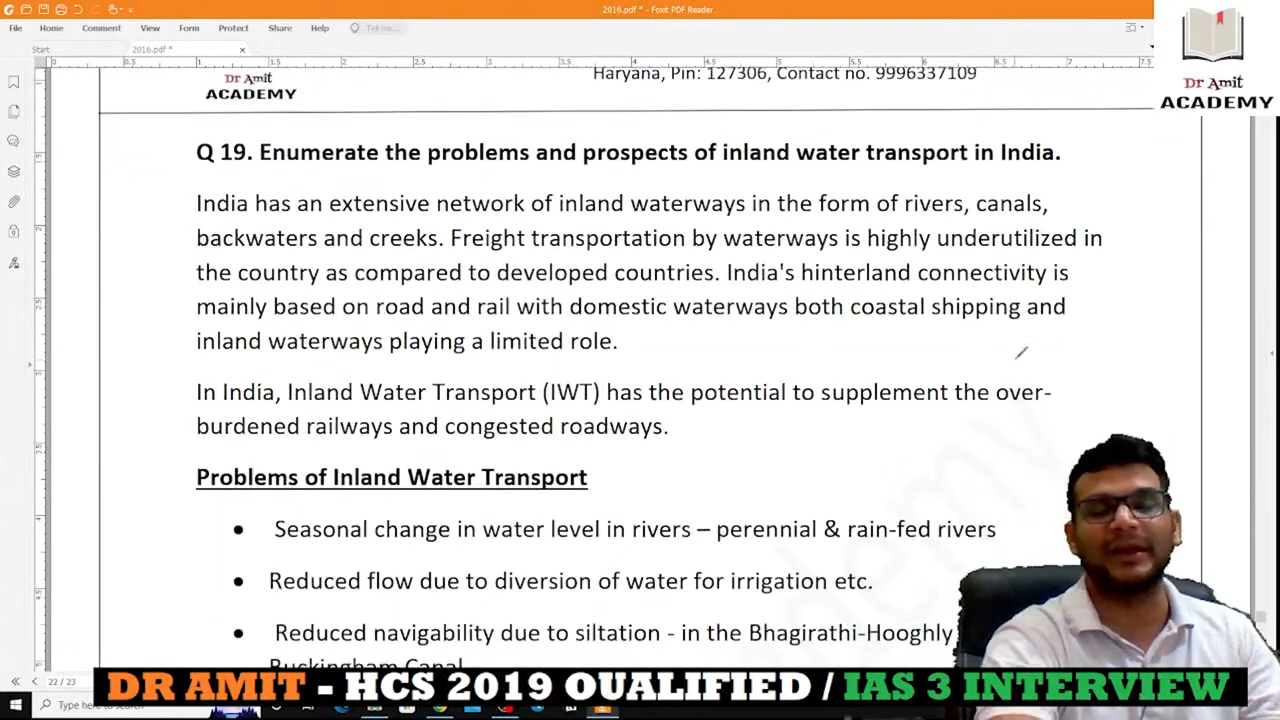 2016.pdf * - Foxit PDF Reader
File Home Comment View Form Protect Share Help Tell me...
Start 2016.pdf *
Dr Amit
ACADEMY
Haryana, Pin: 127306, Contact no. 9996337109
Dr Amit
ACADEMY
Q 19. Enumerate the problems and prospects of inland water transport in India.
India has an extensive network of inland waterways in the form of rivers, canals,
backwaters and creeks. Freight transportation by waterways is highly underutilized in
the country as compared to developed countries. India's hinterland connectivity is
mainly based on road and rail with domestic waterways both coastal shipping and
inland waterways playing a limited role.
In India, Inland Water Transport (IWT) has the potential to supplement the over-
burdened railways and congested roadways.
Problems of Inland Water Transport
• Seasonal change in water level in rivers – perennial & rain-fed rivers
• Reduced flow due to diversion of water for irrigation etc.
• Reduced navigability due to siltation - in the Bhagirathi-Hooghly
Buckingham Canal
22 / 23
DR AMIT - HCS 2019 QUALIFIED / IAS 3 INTERVIEW
Type here to search